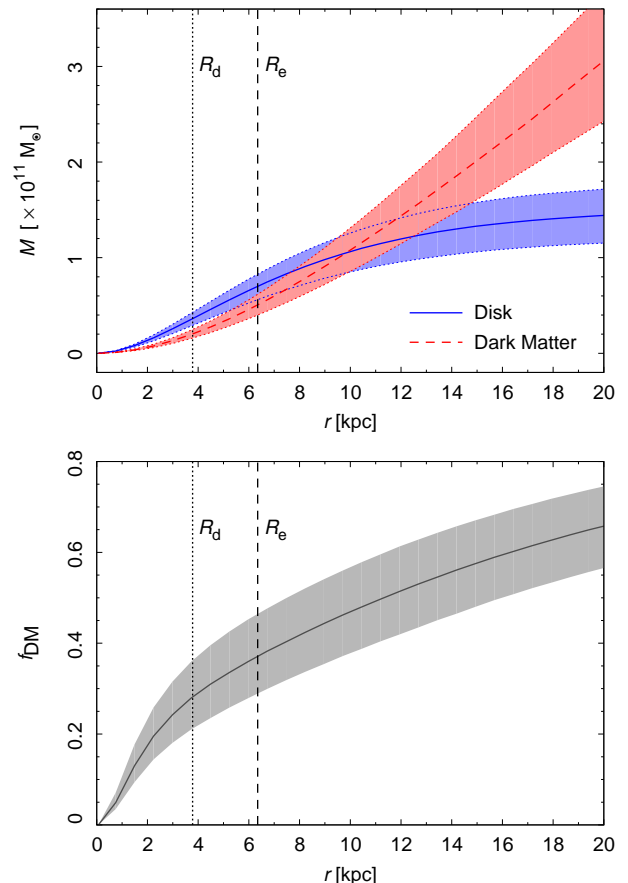 3
R_d
R_e
2
M [ × 10^11 M_⊙]
1
Disk
Dark Matter
0
0 2 4 6 8 10 12 14 16 18 20
r [kpc]
0.8
R_d
R_e
0.6
f_DM
0.4
0.2
0
0 2 4 6 8 10 12 14 16 18 20
r [kpc]